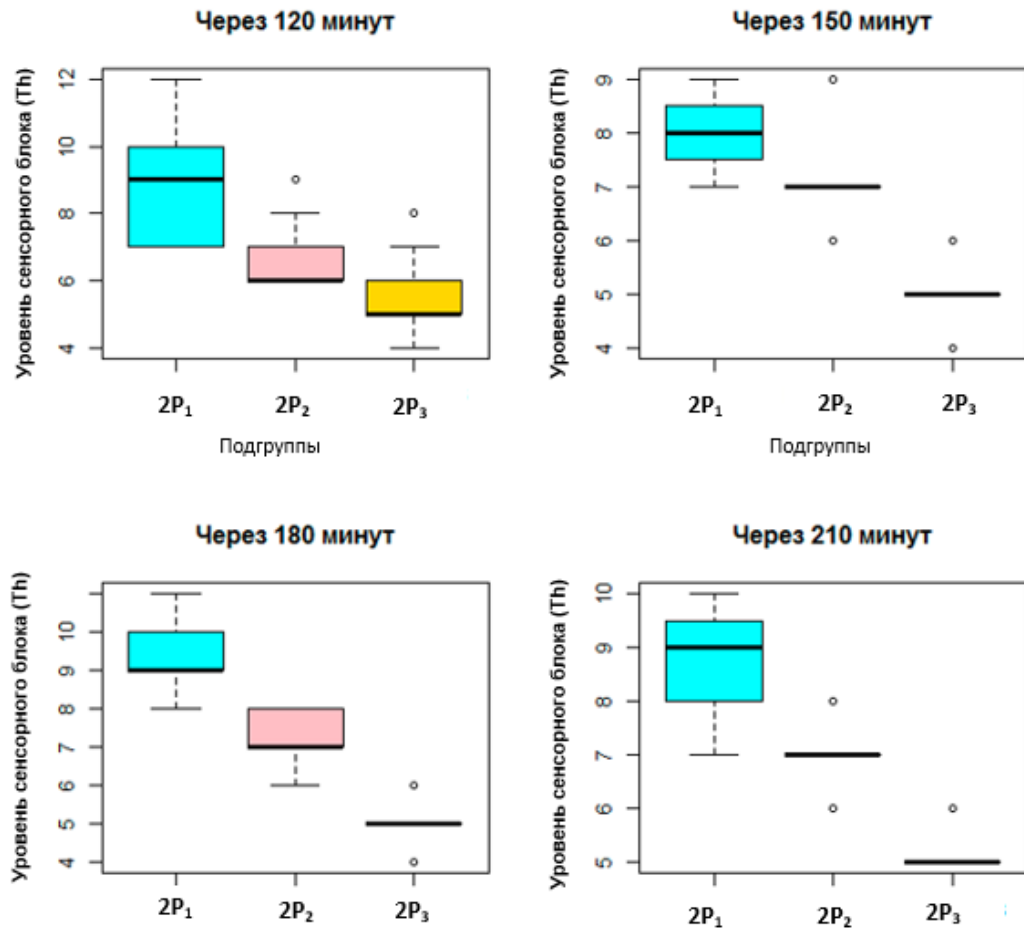 Через 120 минут
Уровень сенсорного блока (Th)
12
10
8
6
4
2P₁ 2P₂ 2P₃
Подгруппы
Через 150 минут
Уровень сенсорного блока (Th)
9
8
7
6
5
4
2P₁ 2P₂ 2P₃
Подгруппы
Через 180 минут
Уровень сенсорного блока (Th)
10
9
8
7
6
5
4
2P₁ 2P₂ 2P₃
Через 210 минут
Уровень сенсорного блока (Th)
10
9
8
7
6
5
2P₁ 2P₂ 2P₃